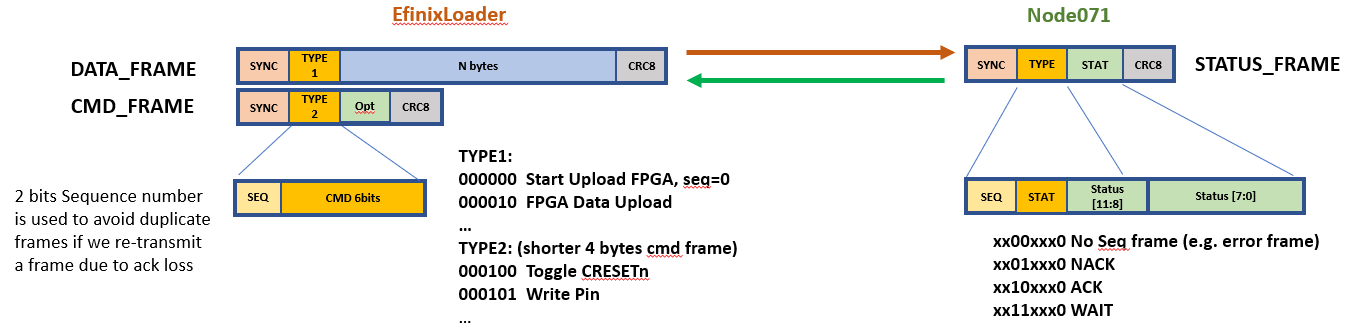 EfinixLoader
Node071
DATA_FRAME
SYNC
TYPE
1
N bytes
CRC8
CMD_FRAME
SYNC
TYPE
2
Opt
CRC8
SYNC
TYPE
STAT
CRC8
STATUS_FRAME
SEQ
CMD 6bits
2 bits Sequence number
is used to avoid duplicate
frames if we re-transmit
a frame due to ack loss
TYPE1:
000000 Start Upload FPGA, seq=0
000010 FPGA Data Upload
...
TYPE2: (shorter 4 bytes cmd frame)
000100 Toggle CRESETn
000101 Write Pin
...
SEQ
STAT
Status
[11:8]
Status [7:0]
xx00xxx0 No Seq frame (e.g. error frame)
xx01xxx0 NACK
xx10xxx0 ACK
xx11xxx0 WAIT